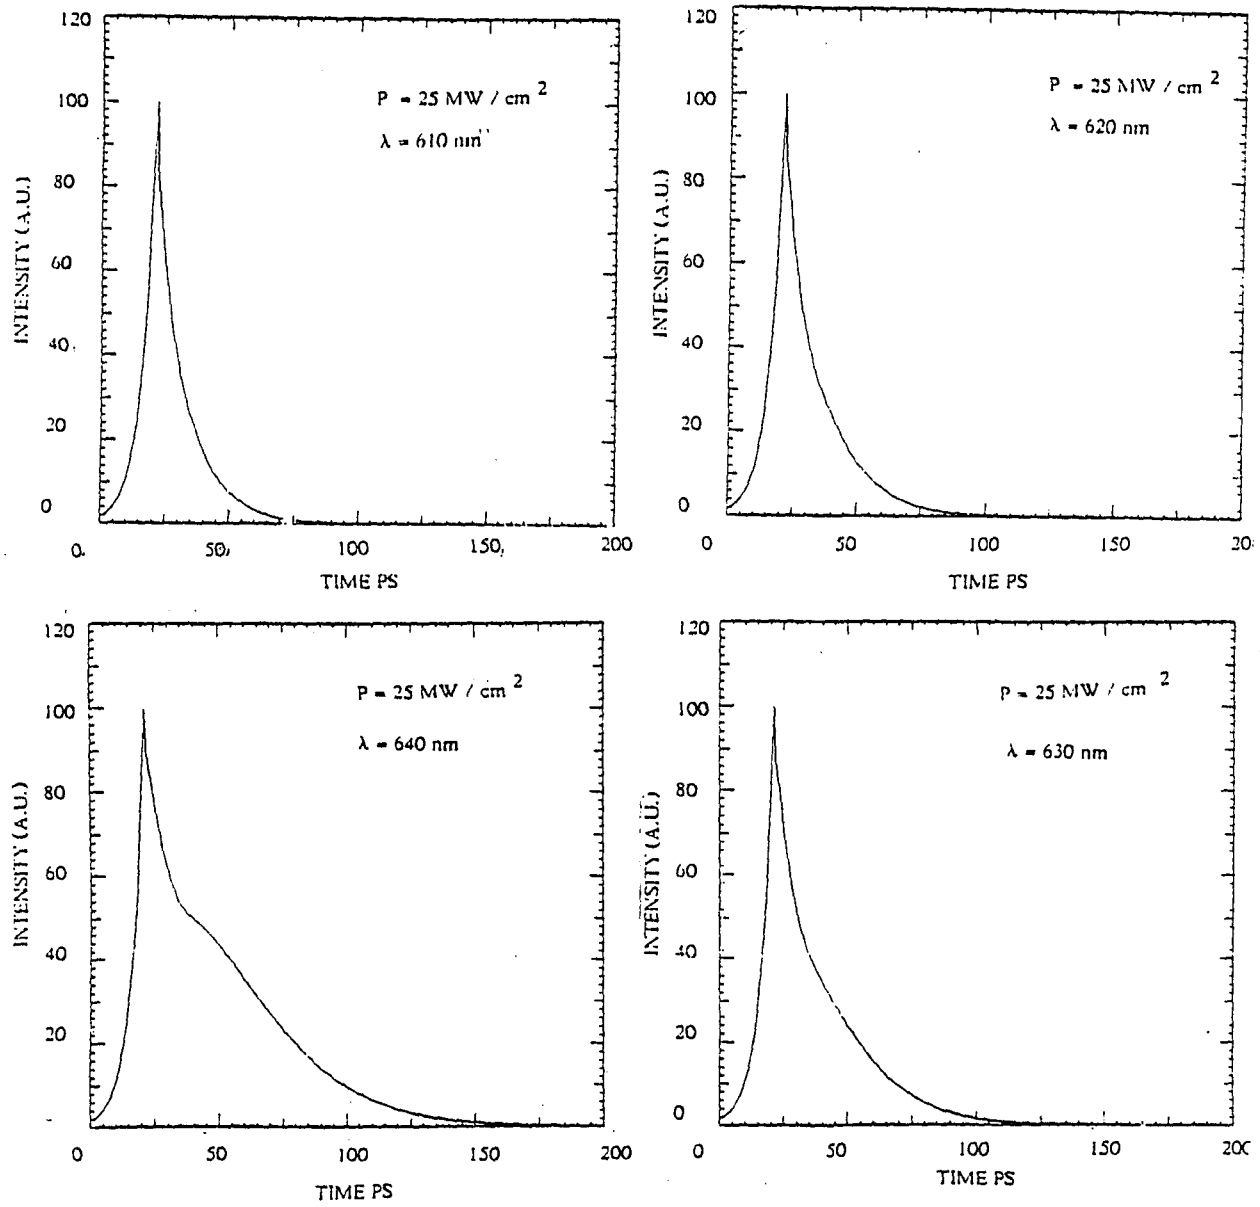 120
100
80
60
40
20
0
INTENSITY (A.U.)
P = 25 MW / cm 2
λ = 610 nm
0 50 100 150 200
TIME PS
120
100
80
60
40
20
0
INTENSITY (A.U.)
P = 25 MW / cm 2
λ = 620 nm
0 50 100 150 20
TIME PS
120
100
80
60
40
20
INTENSITY (A.U.)
P = 25 MW / cm 2
λ = 640 nm
0 50 100 150 200
TIME PS
120
100
80
60
40
20
0
INTENSITY (A.U.)
P = 25 MW / cm 2
λ = 630 nm
0 50 100 150 200
TIME PS